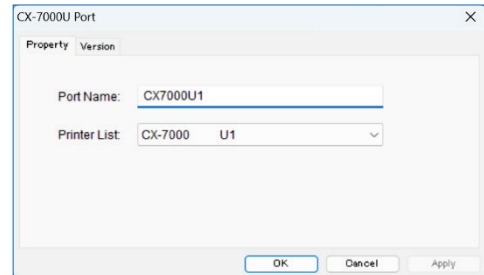 CX-7000U Port
Property Version
Port Name: CX7000U1
Printer List: CX-7000 U1
OK Cancel Apply